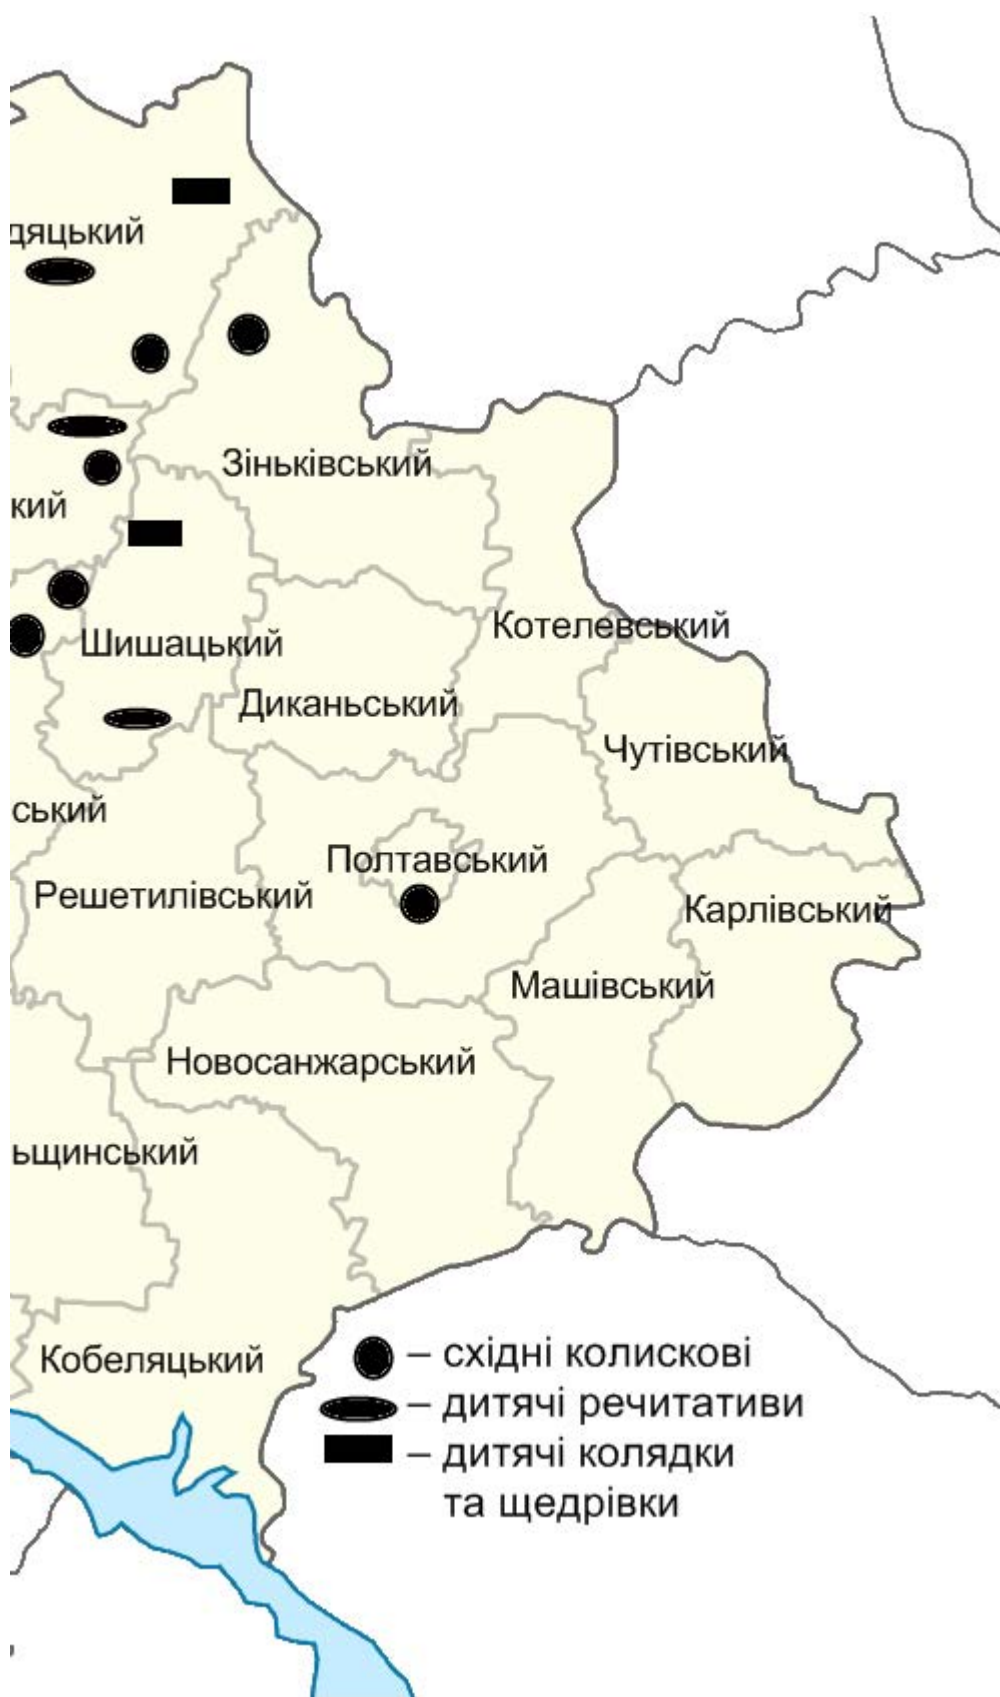 дяцький
Зіньківський
кий
Котелевський
Шишацький
Диканьський
Чутівський
ський
Полтавський
Решетилівський
Карлівський
Машівський
Новосанжарський
ьщинський
Кобеляцький
– східні колискові
– дитячі речитативи
– дитячі колядки
та щедрівки